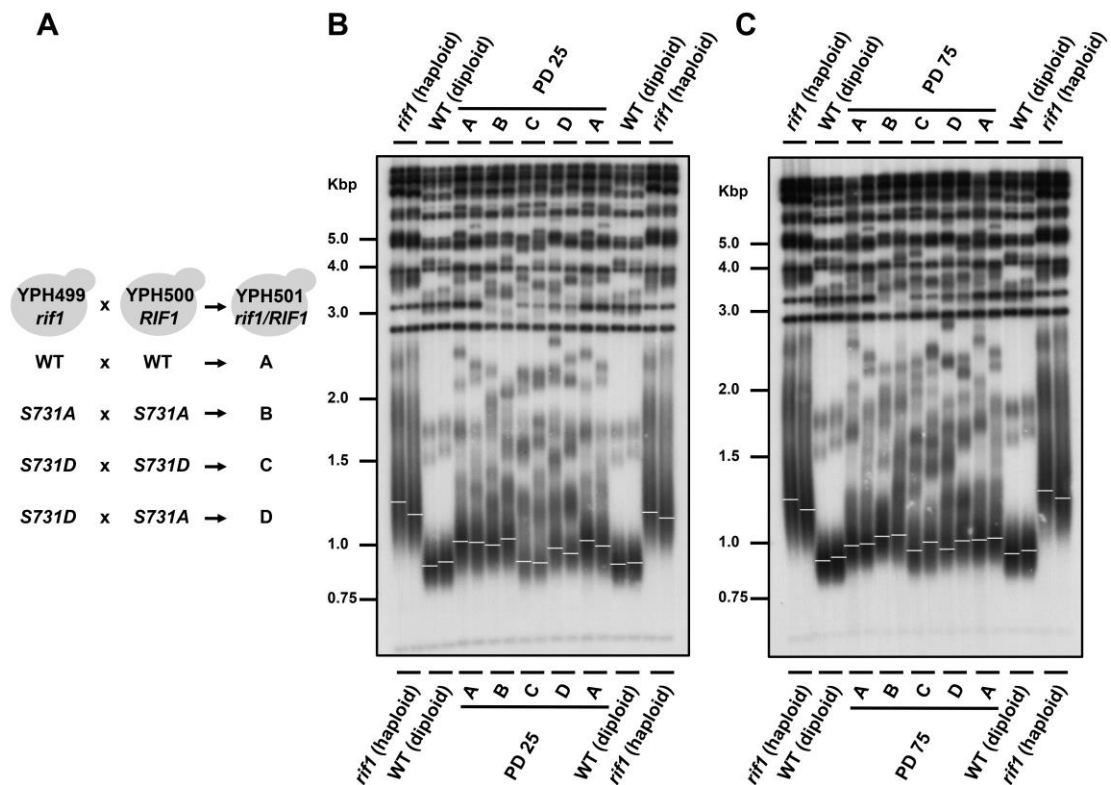 A
B
C
rif1 (haploid)
WT (diploid)
PD 25
A
B
C
D
A
WT (diploid)
rif1 (haploid)
rif1 (haploid)
WT (diploid)
PD 75
A
B
C
D
A
WT (diploid)
rif1 (haploid)
YPH499
rif1
x
YPH500
RIF1
YPH501
rif1/RIF1
WT x WT → A
S731A x S731A → B
S731D x S731D → C
S731D x S731A → D
Kbp
5.0
4.0
3.0
2.0
1.5
1.0
0.75
Kbp
5.0
4.0
3.0
2.0
1.5
1.0
0.75
rif1 (haploid)
WT (diploid)
A
B
C
D
A
PD 25
WT (diploid)
rif1 (haploid)
rif1 (haploid)
WT (diploid)
A
B
C
D
A
PD 75
WT (diploid)
rif1 (haploid)